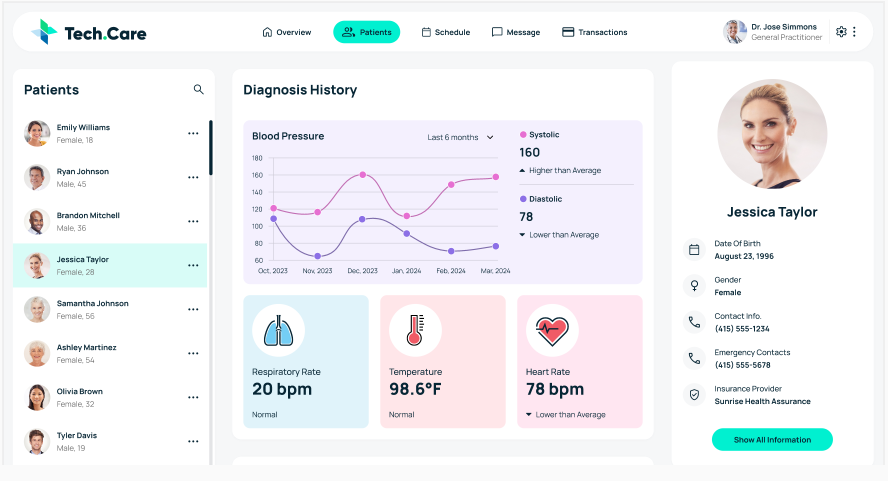 Tech.Care
Overview
Patients
Schedule
Message
Transactions
Dr. Jose Simmons
General Practitioner
Patients
Emily Williams
Female, 18
Ryan Johnson
Male, 45
Brandon Mitchell
Male, 36
Jessica Taylor
Female, 28
Samantha Johnson
Female, 56
Ashley Martinez
Female, 54
Olivia Brown
Female, 32
Tyler Davis
Male, 19
Diagnosis History
Blood Pressure
Last 6 months
180
160
140
120
100
80
60
Oct, 2023
Nov, 2023
Dec, 2023
Jan, 2024
Feb, 2024
Mar, 2024
Systolic
160
Higher than Average
Diastolic
78
Lower than Average
Respiratory Rate
20 bpm
Normal
Temperature
98.6°F
Normal
Heart Rate
78 bpm
Lower than Average
Jessica Taylor
Date Of Birth
August 23, 1996
Gender
Female
Contact Info.
(415) 555-1234
Emergency Contacts
(415) 555-5678
Insurance Provider
Sunrise Health Assurance
Show All Information